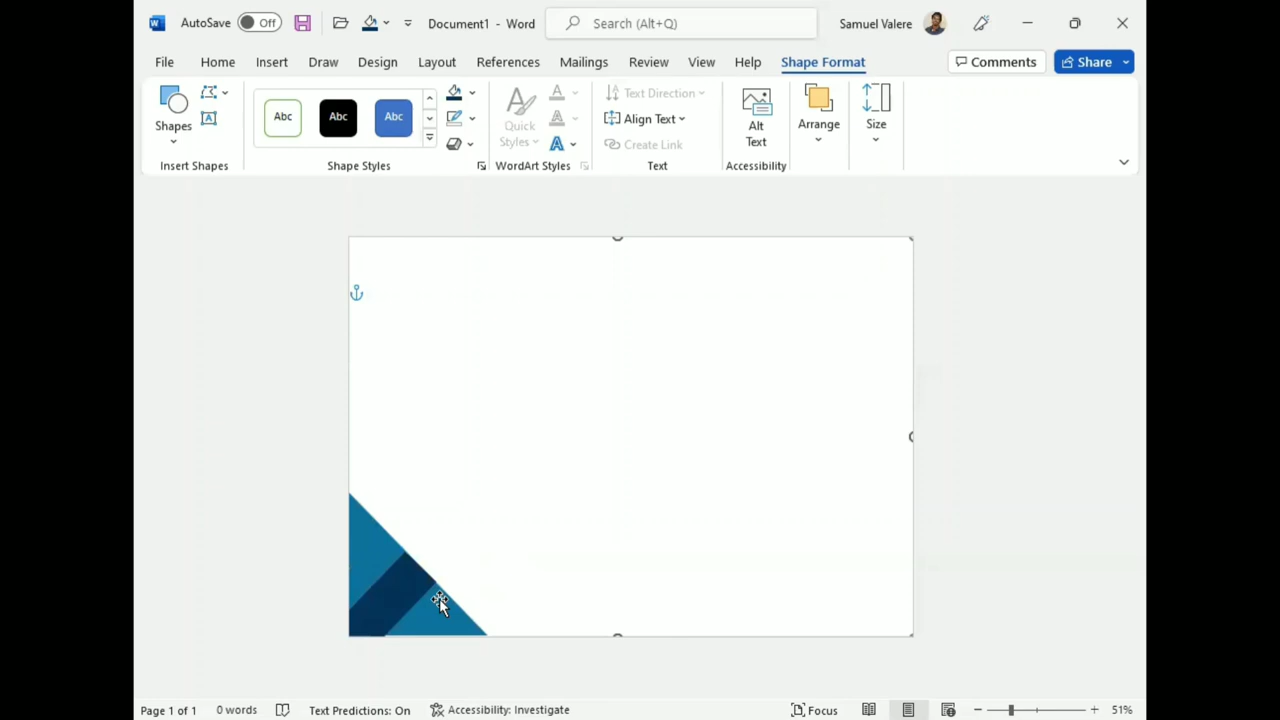 AutoSave Off Document1 - Word Search (Alt+Q) Samuel Valere
File Home Insert Draw Design Layout References Mailings Review View Help Shape Format Comments Share
Shapes
Insert Shapes
Abc Abc Abc
Shape Styles
Quick
Styles
WordArt Styles
Text Direction
Align Text
Create Link
Text
Alt
Text
Accessibility
Arrange
Size
Page 1 of 1 0 words Text Predictions: On Accessibility: Investigate Focus 51%